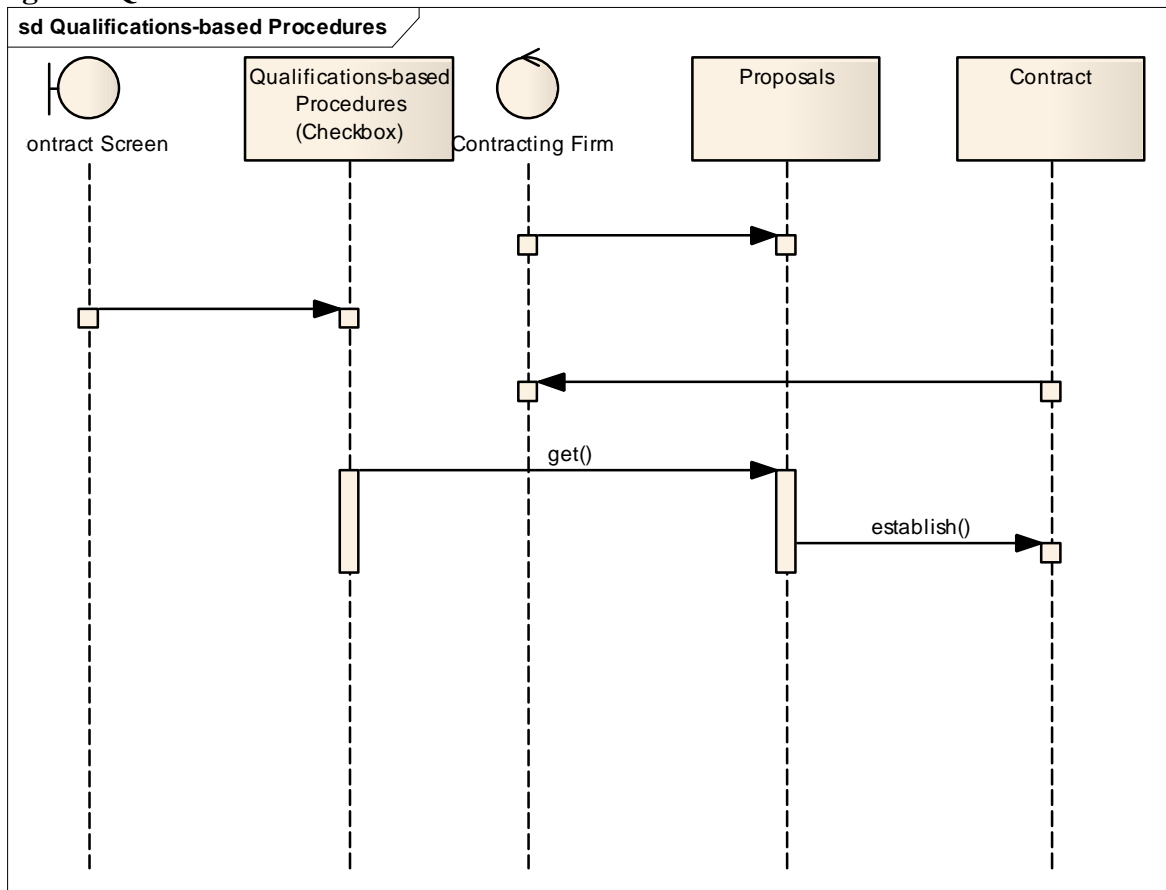 sd Qualifications-based Procedures
ontract Screen
Qualifications-based
Procedures
(Checkbox)
Contracting Firm
Proposals
Contract
get()
establish()